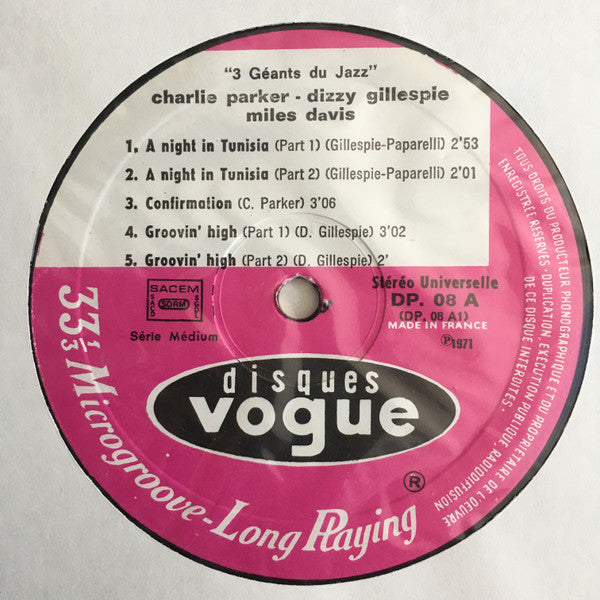 "3 Géants du Jazz"
charlie parker - dizzy gillespie
miles davis
1. A night in Tunisia (Part 1) (Gillespie-Paparelli) 2'53
2. A night in Tunisia (Part 2) (Gillespie-Paparelli) 2'01
3. Confirmation (C. Parker) 3'06
4. Groovin' high (Part 1) (D. Gillespie) 3'02
5. Groovin' high (Part 2) (D. Gillespie) 2'
SACEM
SACD SDRM SGDL
Série Médium
Stéréo Universelle
DP. 08 A
(DP. 08 A1)
MADE IN FRANCE
℗1971
disques
vogue
®
33 1/3 Microgroove-Long Playing
TOUS DROITS DU PRODUCTEUR PHONOGRAPHIQUE ET DU PROPRIÉTAIRE DE L'OEUVRE
ENREGISTRÉE RÉSERVÉS - DUPLICATION, EXÉCUTION PUBLIQUE, RADIODIFFUSION
DE CE DISQUE INTERDITES.